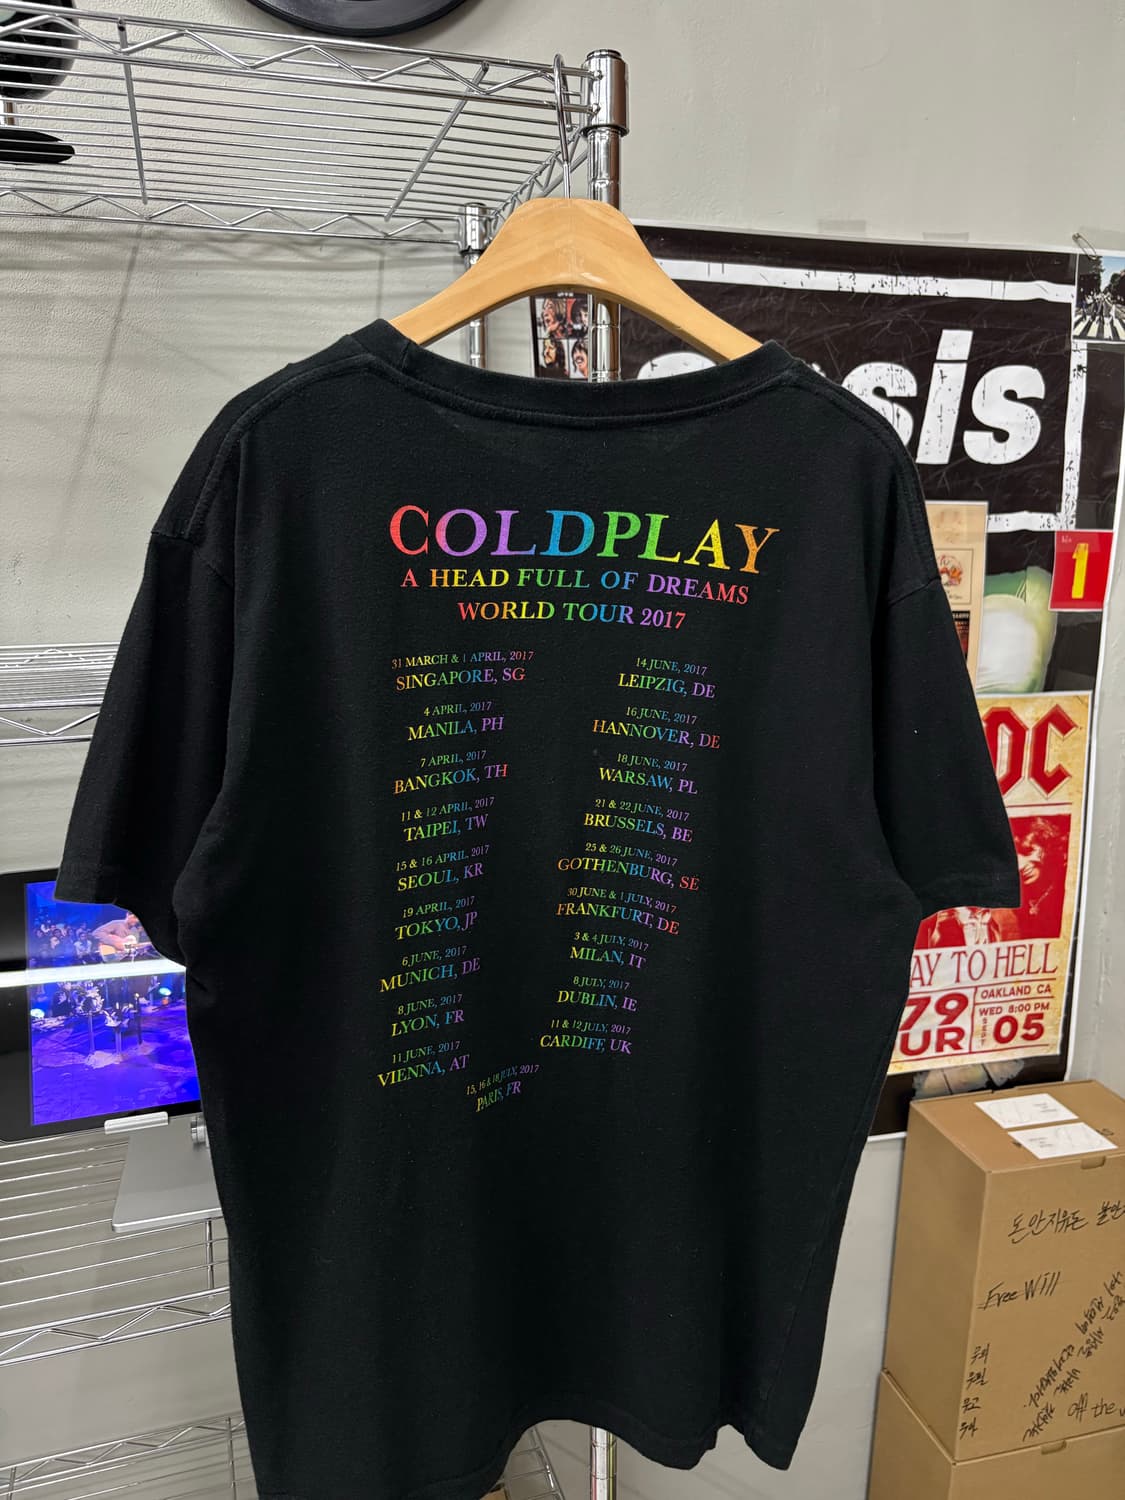 COLDPLAY
A HEAD FULL OF DREAMS
WORLD TOUR 2017
31 MARCH & 1 APRIL, 2017
SINGAPORE, SG
4 APRIL, 2017
MANILA, PH
7 APRIL, 2017
BANGKOK, TH
11 & 12 APRIL, 2017
TAIPEI, TW
15 & 16 APRIL, 2017
SEOUL, KR
19 APRIL, 2017
TOKYO, JP
6 JUNE, 2017
MUNICH, DE
8 JUNE, 2017
LYON, FR
11 JUNE, 2017
VIENNA, AT
14 JUNE, 2017
LEIPZIG, DE
16 JUNE, 2017
HANNOVER, DE
18 JUNE, 2017
WARSAW, PL
21 & 22 JUNE, 2017
BRUSSELS, BE
25 & 26 JUNE, 2017
GOTHENBURG, SE
30 JUNE & 1 JULY, 2017
FRANKFURT, DE
3 & 4 JULY, 2017
MILAN, IT
8 JULY, 2017
DUBLIN, IE
11 & 12 JULY, 2017
CARDIFF, UK
15, 16 & 18 JULY, 2017
PARIS, FR
sis
1
DC
AY TO HELL
79
UR
OAKLAND CA
WED 8:00 PM
SEPT
05
Free Will
off the